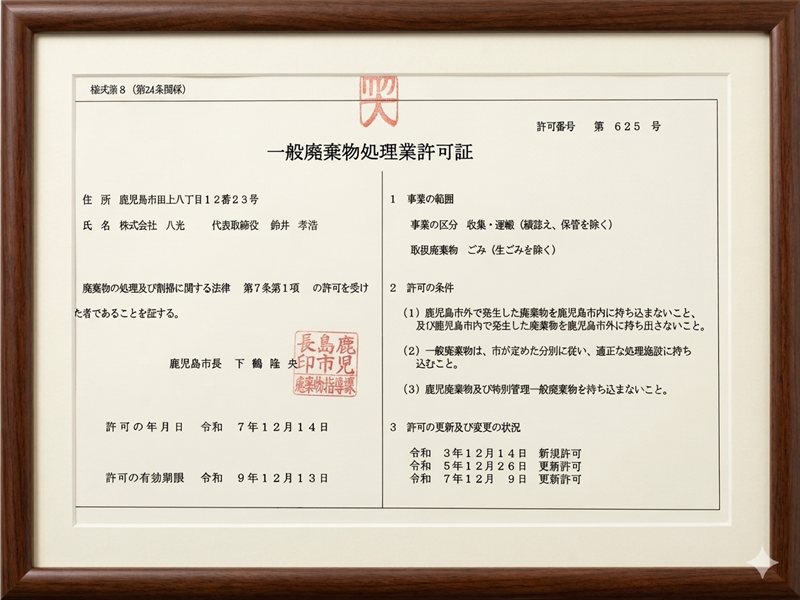 様式第8(第24条関係)
許可番号 第 625 号
一般廃棄物処理業許可証
住 所 鹿児島市田上八丁目12番23号
氏 名 株式会社 八光 代表取締役 鈴井 孝浩
廃棄物の処理及び割掃に関する法律 第7条第1項 の許可を受け
た者であることを証する。
鹿児島市長 下 鶴 隆 央
長島鹿
印市児
廃棄物指導課
許可の年月日 令和 7年12月14日
許可の有効期限 令和 9年12月13日
1 事業の範囲
事業の区分 収集・運搬(積誌え、保管を除く)
取扱廃棄物 ごみ(生ごみを除く)
2 許可の条件
(1)鹿児島市外で発生した廃棄物を鹿児島市内に持ち込まないこと、
及び鹿児島市内で発生した廃業物を鹿児島市外に持ち出さないこと。
(2)一般廃棄物は、市が定めた分別に従い、適正な処理施設に持ち
込むこと。
(3)鹿児廃業物及び特別管理一般廃棄物を持ち込まないこと。
3 許可の更新及び変更の状況
令和 3年12月14日 新規許可
令和 5年12月26日 更新許可
令和 7年12月 9日 更新許可